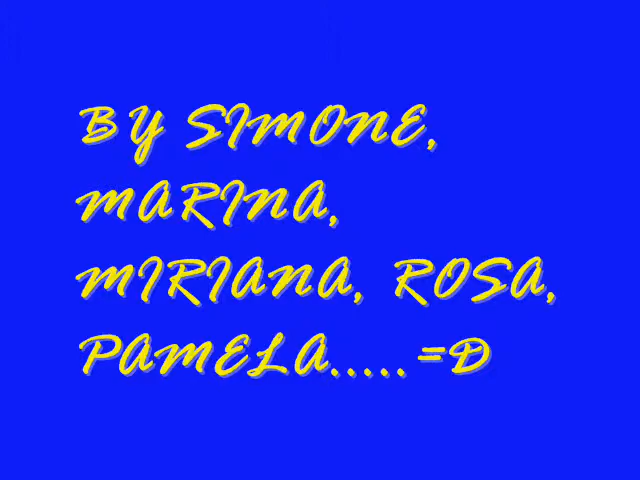 BY SIMONE,
MARINA,
MIRIANA, ROSA,
PAMELA.....=D